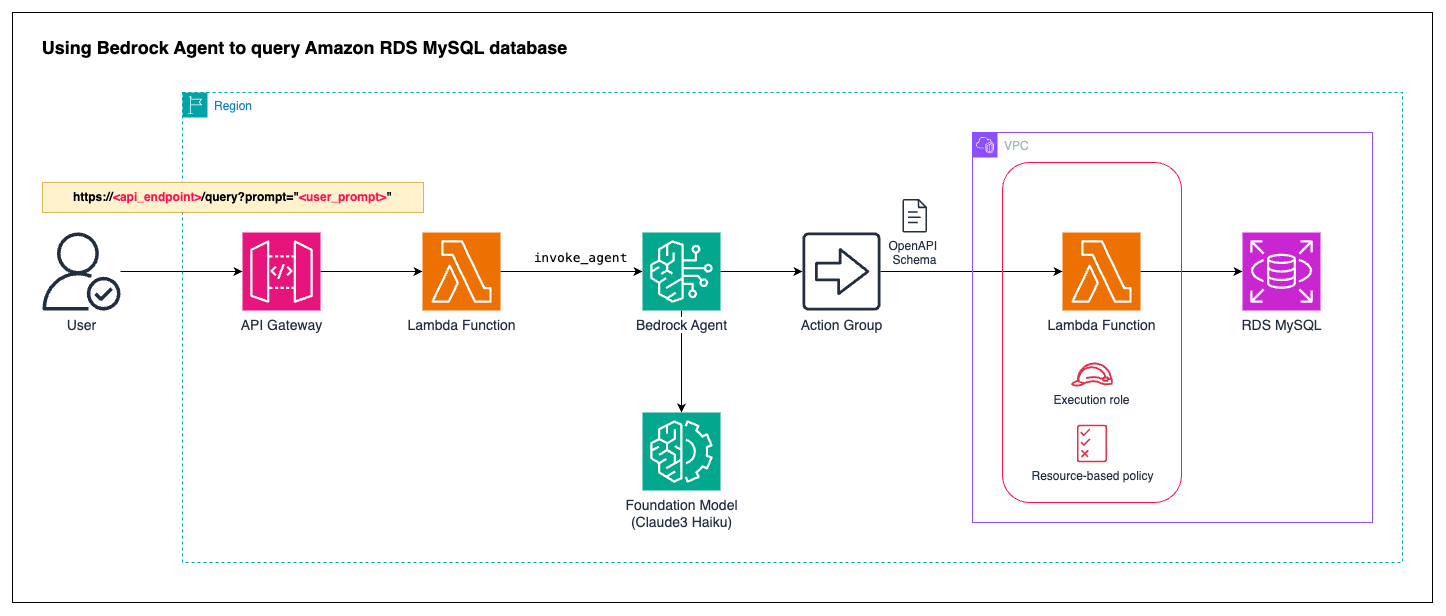 Using Bedrock Agent to query Amazon RDS MySQL database
Region
VPC
https://<api_endpoint>/query?prompt="<user_prompt>"
invoke_agent
OpenAPI
Schema
User
API Gateway
Lambda Function
Bedrock Agent
Action Group
Lambda Function
RDS MySQL
Execution role
Resource-based policy
Foundation Model
(Claude3 Haiku)